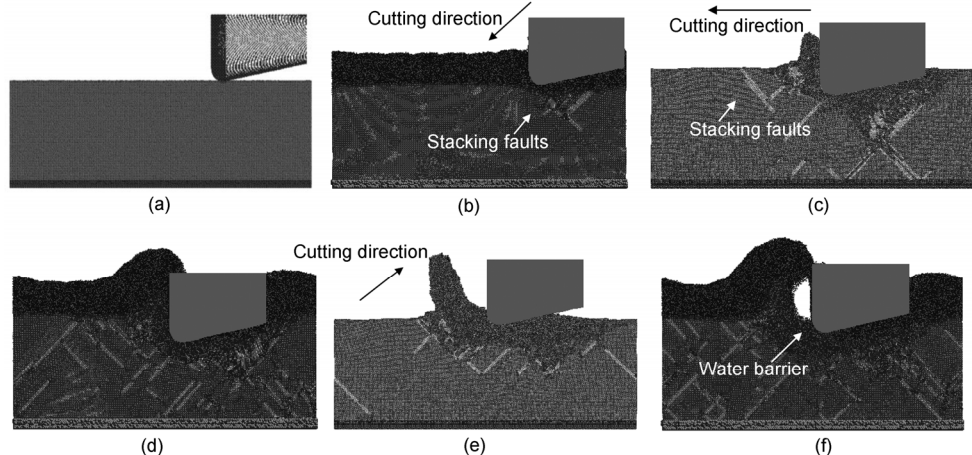 Cutting direction
Stacking faults
Cutting direction
Stacking faults
(a)
(b)
(c)
Cutting direction
Water barrier
(d)
(e)
(f)